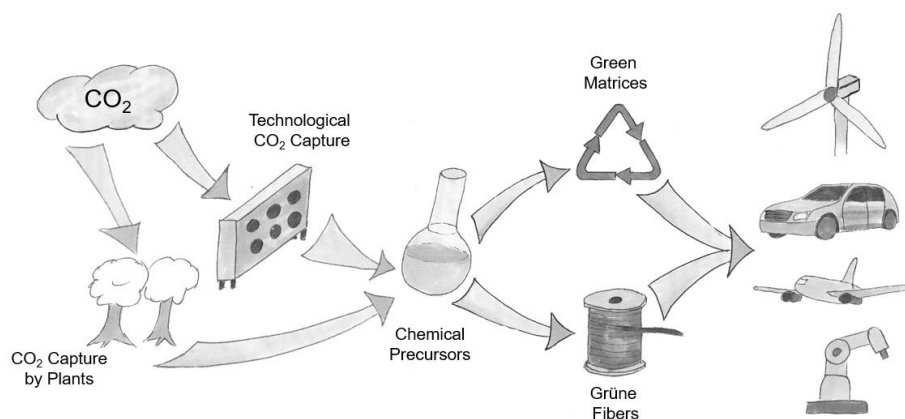 CO₂
Technological
CO₂ Capture
CO₂ Capture
by Plants
Chemical
Precursors
Green
Matrices
Grüne
Fibers